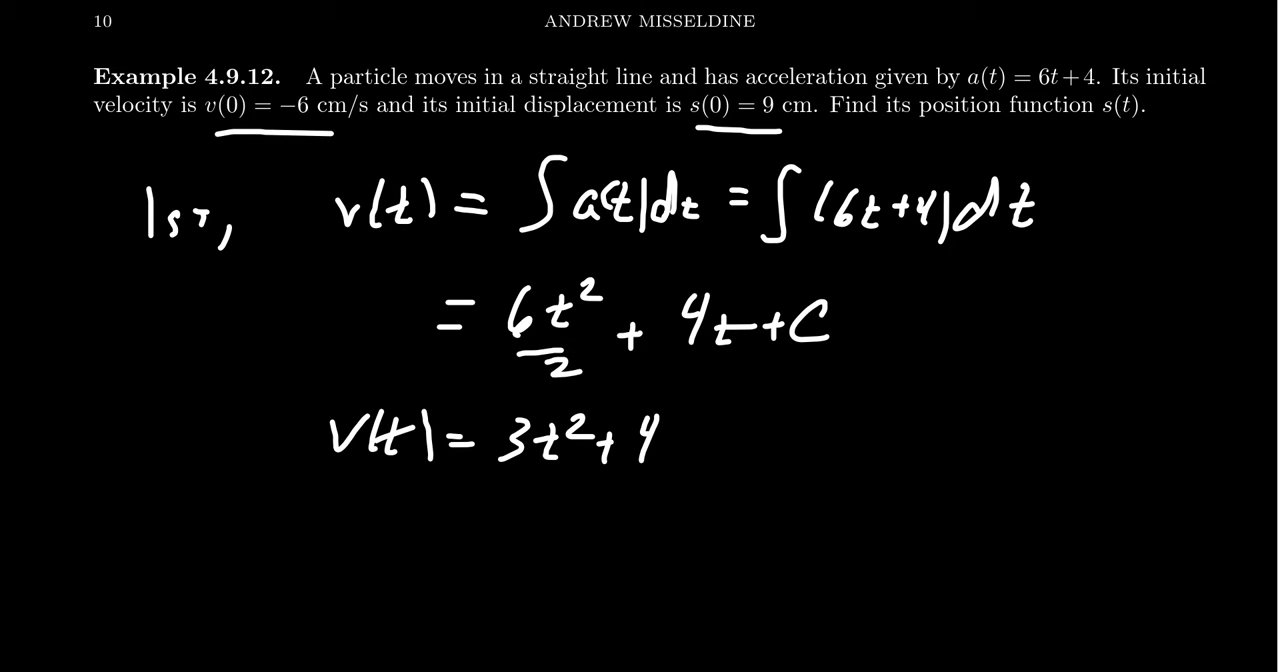 10 ANDREW MISSELDINE
Example 4.9.12. A particle moves in a straight line and has acceleration given by a(t) = 6t + 4. Its initial
velocity is v(0) = −6 cm/s and its initial displacement is s(0) = 9 cm. Find its position function s(t).
1st, v(t) = ∫ a(t)dt = ∫ (6t+4)dt
= 6t²/2 + 4t + C
v(t) = 3t² + 4